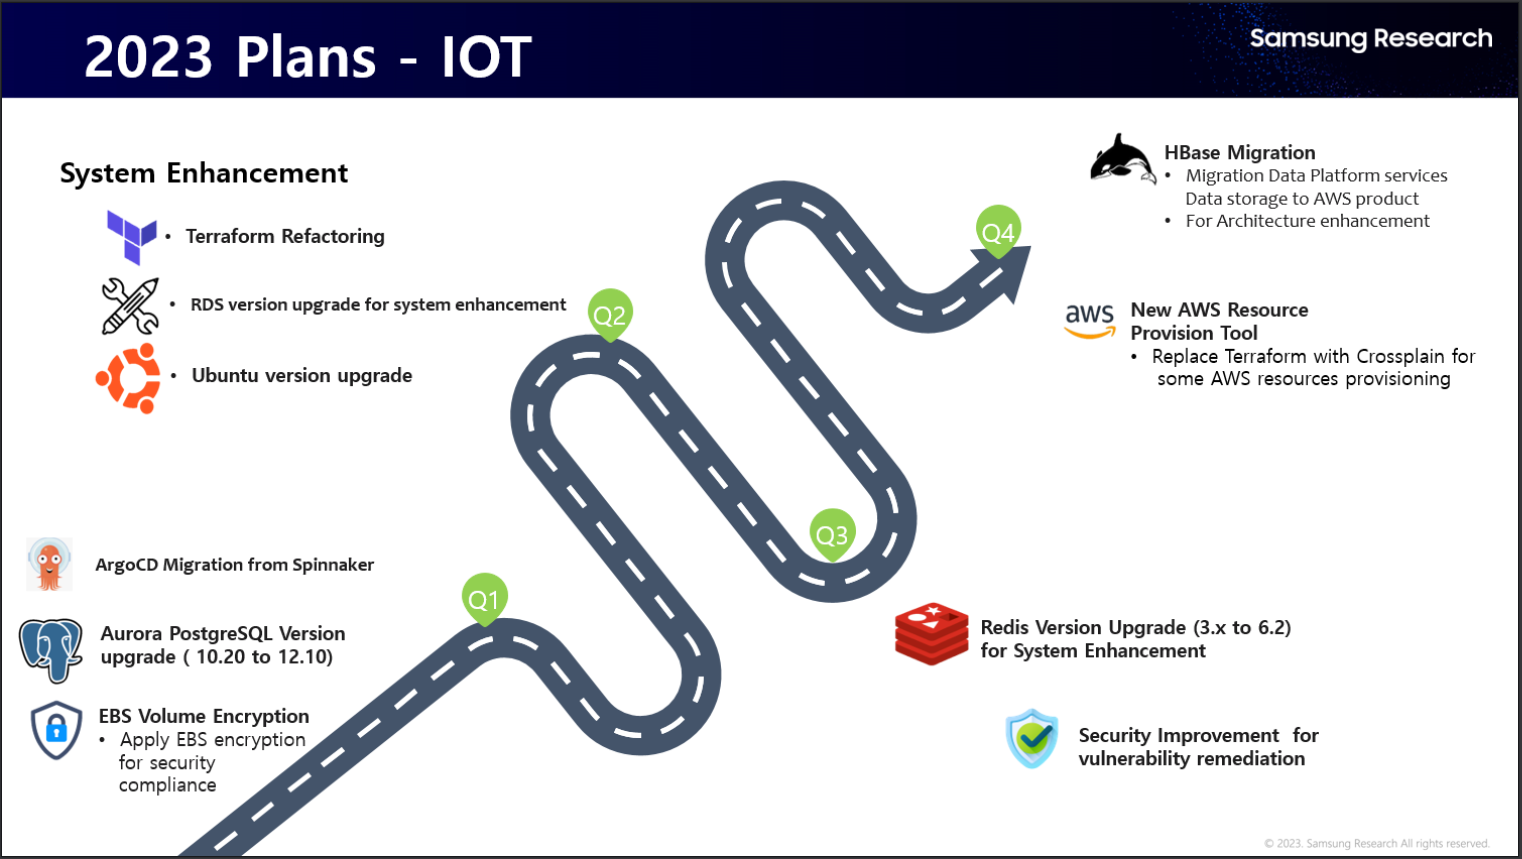 2023 Plans - IOT
Samsung Research
System Enhancement
• Terraform Refactoring
• RDS version upgrade for system enhancement
• Ubuntu version upgrade
Q2
Q4
HBase Migration
• Migration Data Platform services
Data storage to AWS product
• For Architecture enhancement
aws
New AWS Resource
Provision Tool
• Replace Terraform with Crossplain for
some AWS resources provisioning
ArgoCD Migration from Spinnaker
Aurora PostgreSQL Version
upgrade ( 10.20 to 12.10)
EBS Volume Encryption
• Apply EBS encryption
for security
compliance
Q1
Q3
Redis Version Upgrade (3.x to 6.2)
for System Enhancement
Security Improvement for
vulnerability remediation
© 2023. Samsung Research All rights reserved.